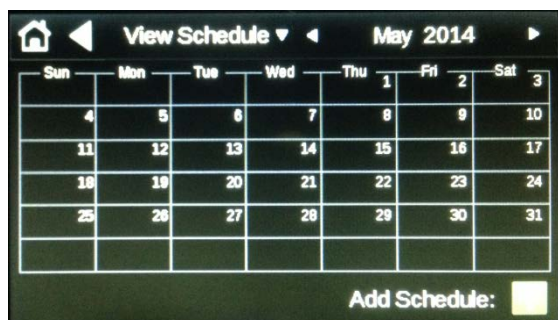 View Schedule May 2014
Sun Mon Tue Wed Thu Fri Sat
1 2 3
4 5 6 7 8 9 10
11 12 13 14 15 16 17
18 19 20 21 22 23 24
25 26 27 28 29 30 31
Add Schedule: